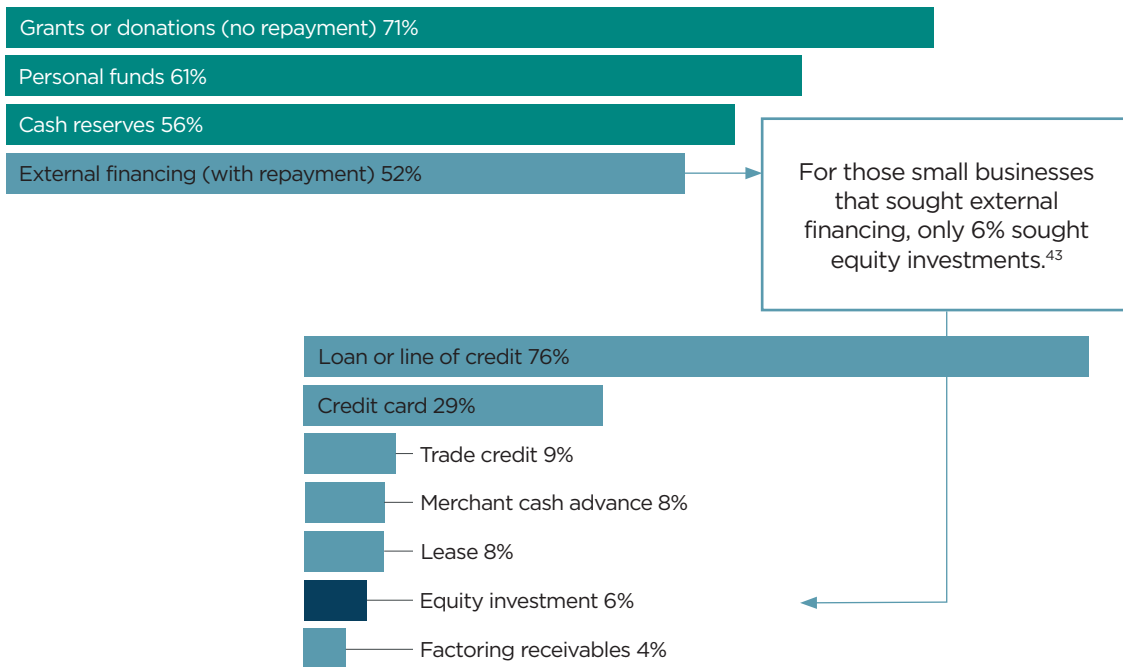 Grants or donations (no repayment) 71%
Personal funds 61%
Cash reserves 56%
External financing (with repayment) 52%
For those small businesses
that sought external
financing, only 6% sought
equity investments.43
Loan or line of credit 76%
Credit card 29%
Trade credit 9%
Merchant cash advance 8%
Lease 8%
Equity investment 6%
Factoring receivables 4%